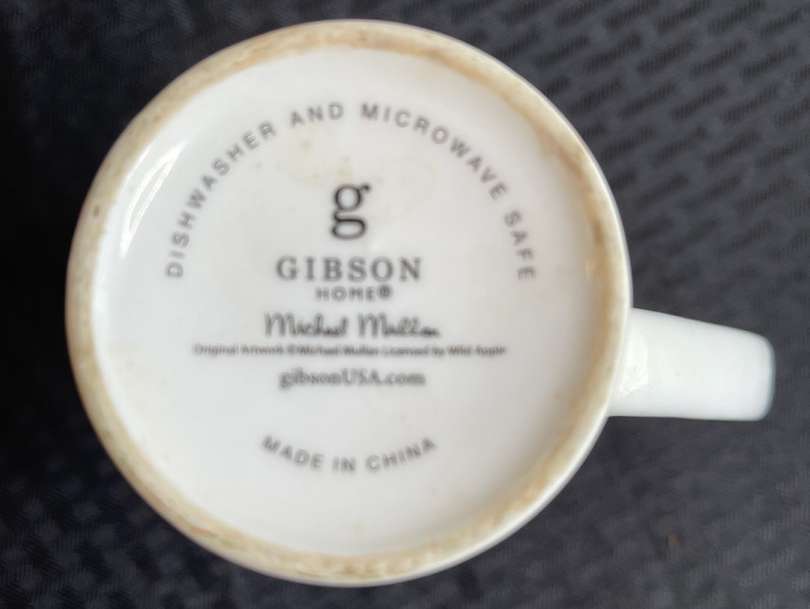 DISHWASHER AND MICROWAVE SAFE
g
GIBSON
HOME®
Michael Mullan
Original Artwork ©Michael Mullan Licensed by Wild Apple
gibsonUSA.com
MADE IN CHINA